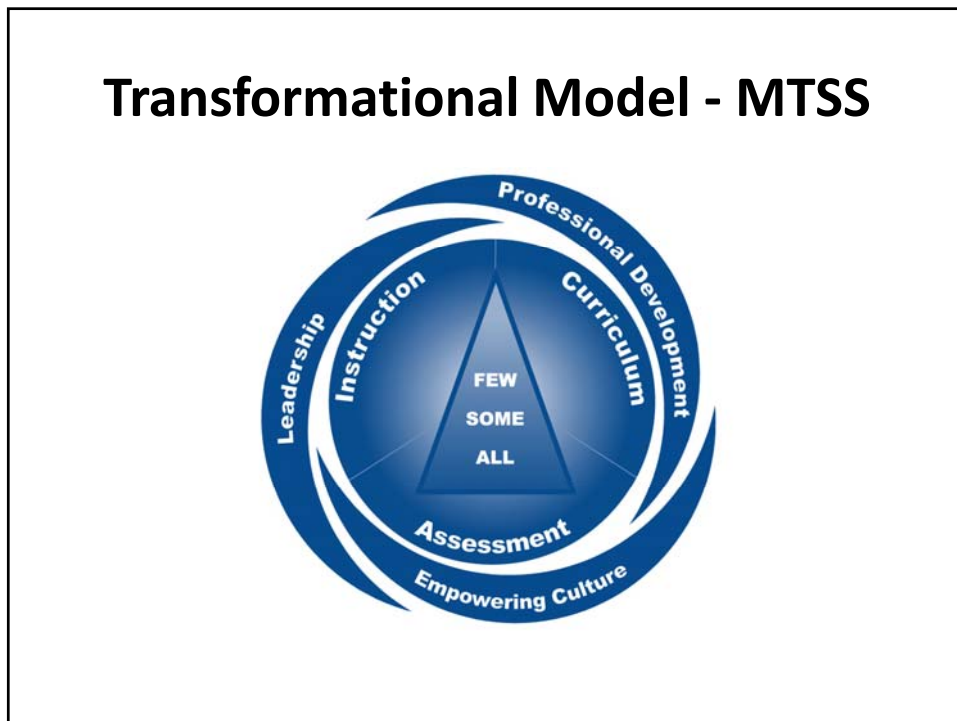 Transformational Model - MTSS
Professional Development
Leadership
Instruction
Curriculum
FEW
SOME
ALL
Assessment
Empowering Culture